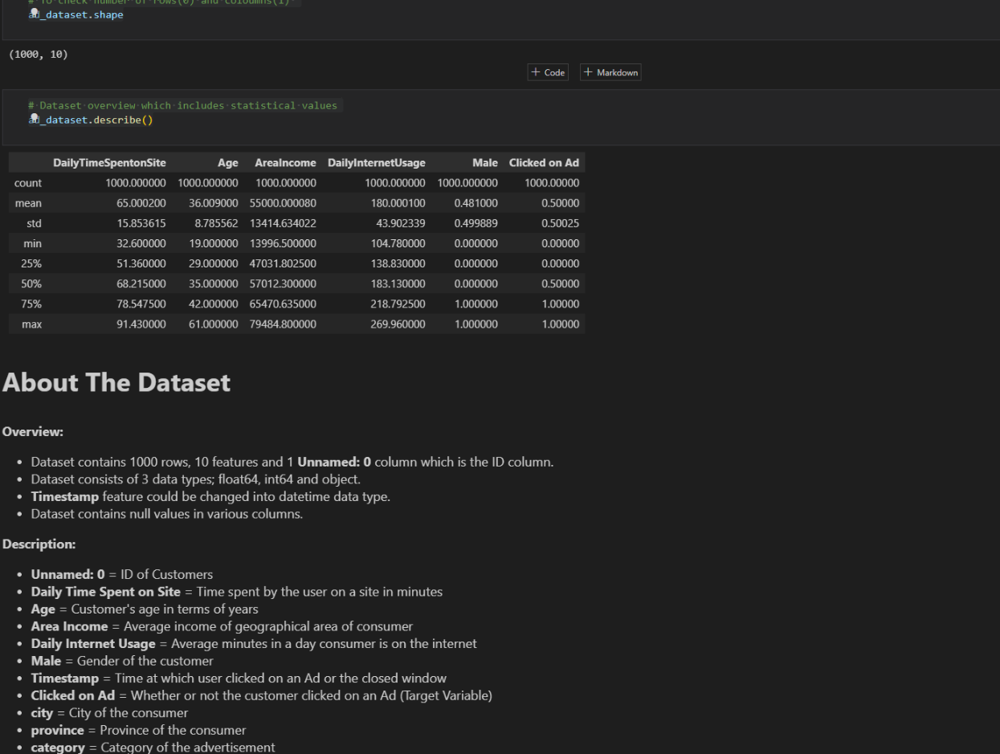 # To check number of rows(0) and coloumns(1)
ad_dataset.shape
(1000, 10)
+ Code + Markdown
# Dataset overview which includes statistical values
ad_dataset.describe()
DailyTimeSpentonSite Age AreaIncome DailyInternetUsage Male Clicked on Ad
count 1000.000000 1000.000000 1000.000000 1000.000000 1000.000000 1000.00000
mean 65.000200 36.009000 55000.000080 180.000100 0.481000 0.50000
std 15.853615 8.785562 13414.634022 43.902339 0.499889 0.50025
min 32.600000 19.000000 13996.500000 104.780000 0.000000 0.00000
25% 51.360000 29.000000 47031.802500 138.830000 0.000000 0.00000
50% 68.215000 35.000000 57012.300000 183.130000 0.000000 0.50000
75% 78.547500 42.000000 65470.635000 218.792500 1.000000 1.00000
max 91.430000 61.000000 79484.800000 269.960000 1.000000 1.00000
About The Dataset
Overview:
• Dataset contains 1000 rows, 10 features and 1 Unnamed: 0 column which is the ID column.
• Dataset consists of 3 data types; float64, int64 and object.
• Timestamp feature could be changed into datetime data type.
• Dataset contains null values in various columns.
Description:
• Unnamed: 0 = ID of Customers
• Daily Time Spent on Site = Time spent by the user on a site in minutes
• Age = Customer's age in terms of years
• Area Income = Average income of geographical area of consumer
• Daily Internet Usage = Average minutes in a day consumer is on the internet
• Male = Gender of the customer
• Timestamp = Time at which user clicked on an Ad or the closed window
• Clicked on Ad = Whether or not the customer clicked on an Ad (Target Variable)
• city = City of the consumer
• province = Province of the consumer
• category = Category of the advertisement